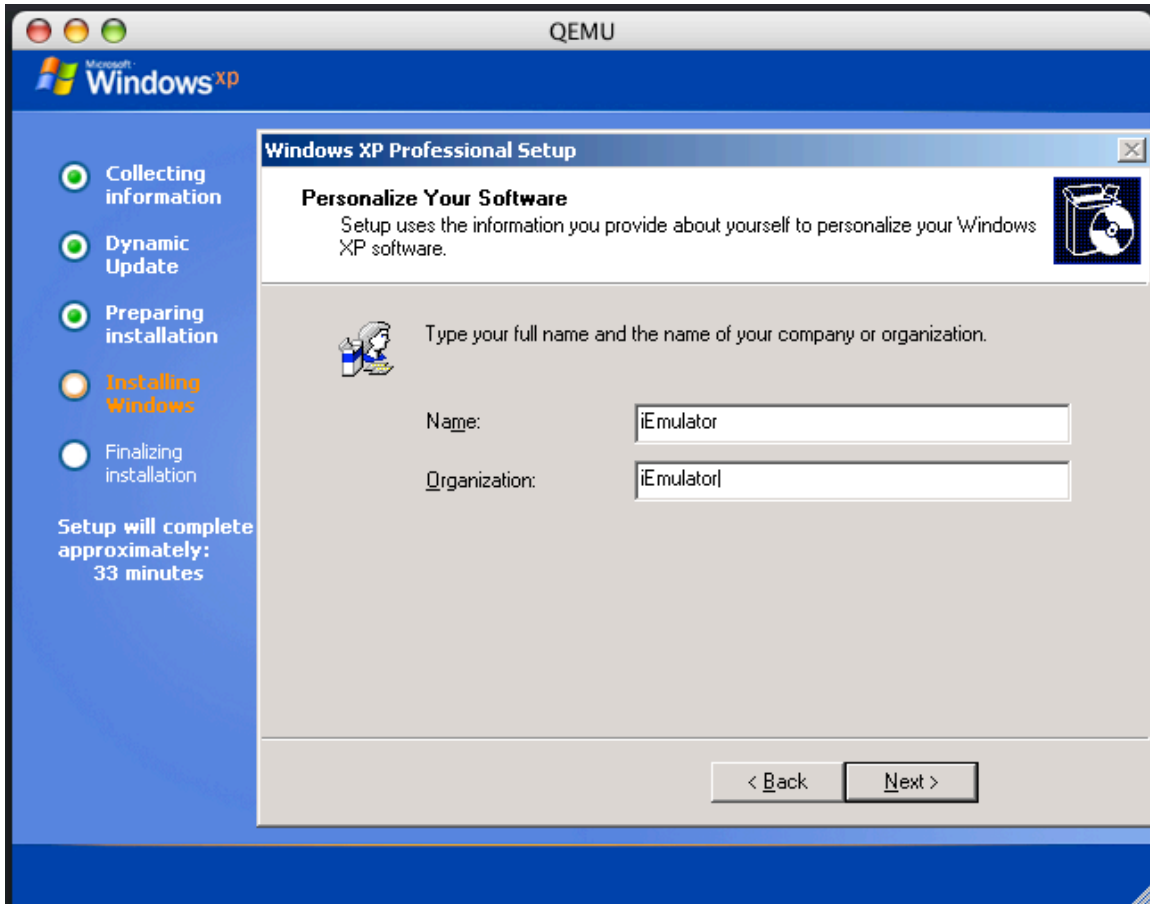 QEMU
Microsoft
Windows xp
Collecting
information
Dynamic
Update
Preparing
installation
Installing
Windows
Finalizing
installation
Setup will complete
approximately:
33 minutes
Windows XP Professional Setup
Personalize Your Software
Setup uses the information you provide about yourself to personalize your Windows
XP software.
Type your full name and the name of your company or organization.
Name: iEmulator
Organization: iEmulator
< Back Next >